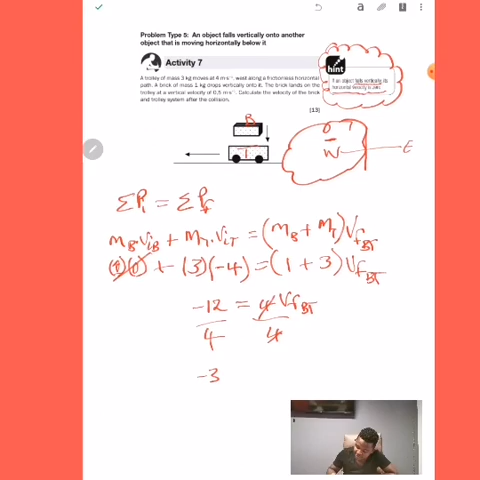 Problem Type 5: An object falls vertically onto another
object that is moving horizontally below it
Activity 7
hint
If an object falls vertically, its
horizontal velocity is zero.
A trolley of mass 3 kg moves at 4 m·s⁻¹, west along a frictionless horizontal
path. A brick of mass 1 kg drops vertically onto it. The brick lands on the
trolley at a vertical velocity of 0,5 m·s⁻¹. Calculate the velocity of the brick
and trolley system after the collision.
[13]
B
T
W
E
ΣPi = ΣPf
mB.ViB + MT.ViT = (mB + MT)VfBT
(1)(0) + (3)(-4) = (1 + 3)VfBT
-12 = 4VfBT
4 4
-3